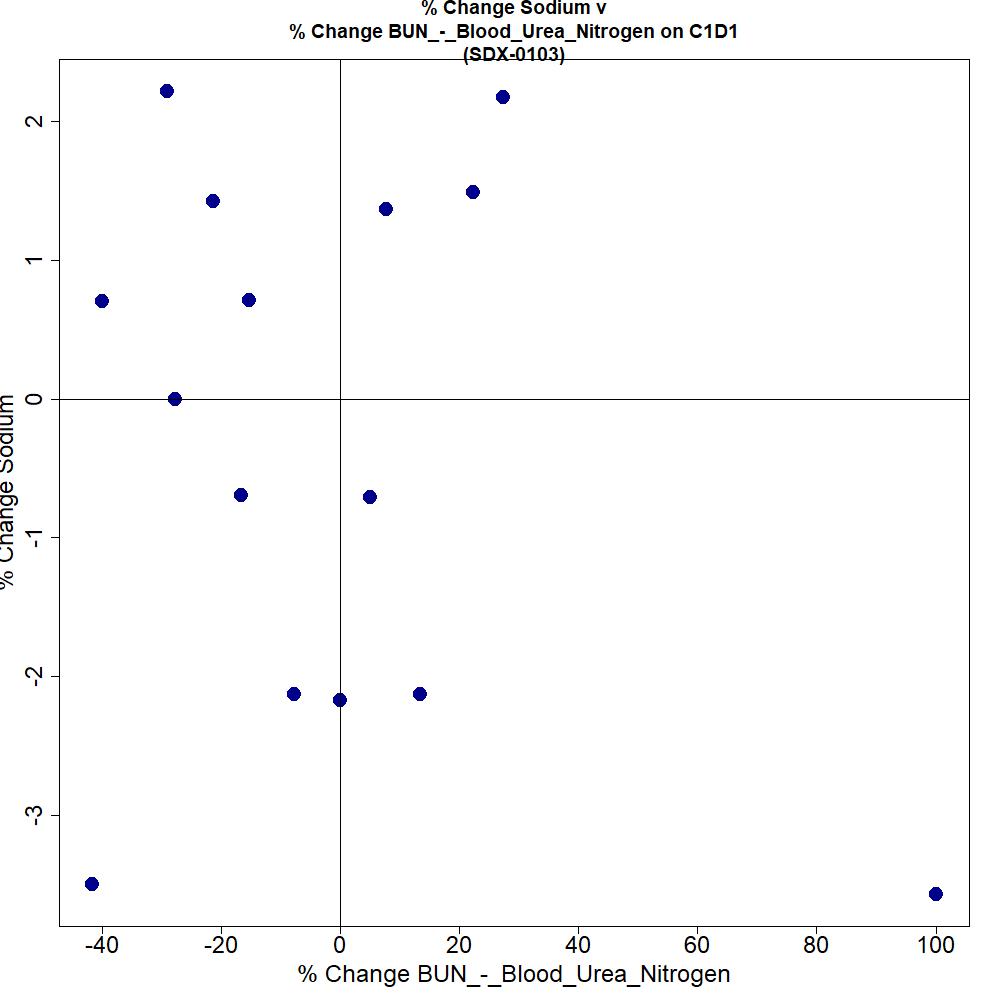 % Change Sodium v
% Change BUN_-_Blood_Urea_Nitrogen on C1D1
(SDX-0103)
2
1
0
-1
-2
-3
% Change Sodium
-40 -20 0 20 40 60 80 100
% Change BUN_-_Blood_Urea_Nitrogen